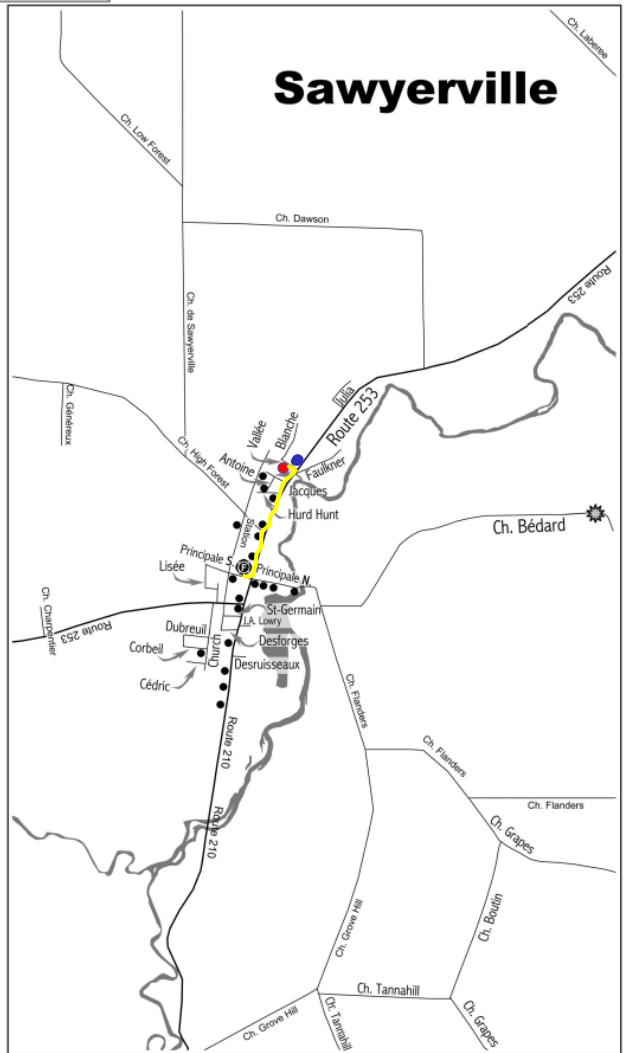 Ch. Laberee
Sawyerville
Ch. Low Forest
Ch. Dawson
Route 253
Ch. de Sawyerville
Julia
Route 253
Ch. Généreux
Blanche
Vallée
Ch. High Forest
Antoine
Faulkner
Jacques
Hurd Hunt
Station
Ch. Bédard
Principale S.
F
Principale N.
Lisée
Ch. Charpentier
Route 253
St-Germain
J.A. Lowry
Dubreuil
Desforges
Church
Corbeil
Desruisseaux
Cédric
Ch. Flanders
Route 210
Ch. Flanders
Ch. Flanders
Route 210
Ch. Grapes
Ch. Boutin
Ch. Grove Hill
Ch. Tannahill
Ch. Grove Hill
Ch. Tannahill
Ch. Grapes